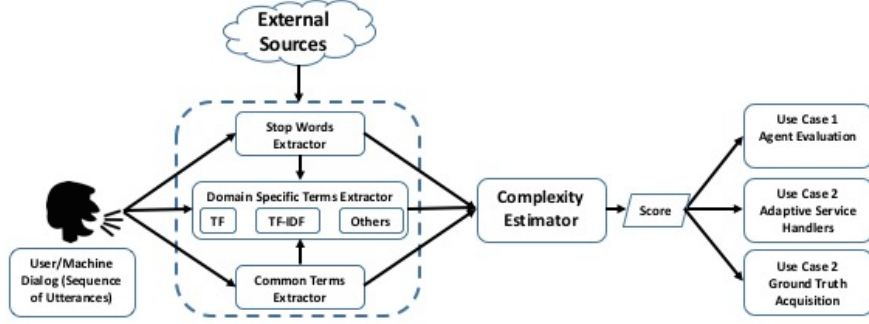 External
Sources
Stop Words
Extractor
Domain Specific Terms Extractor
TF
TF-IDF
Others
Common Terms
Extractor
User/Machine
Dialog (Sequence
of Utterances)
Complexity
Estimator
Score
Use Case 1
Agent Evaluation
Use Case 2
Adaptive Service
Handlers
Use Case 2
Ground Truth
Acquisition